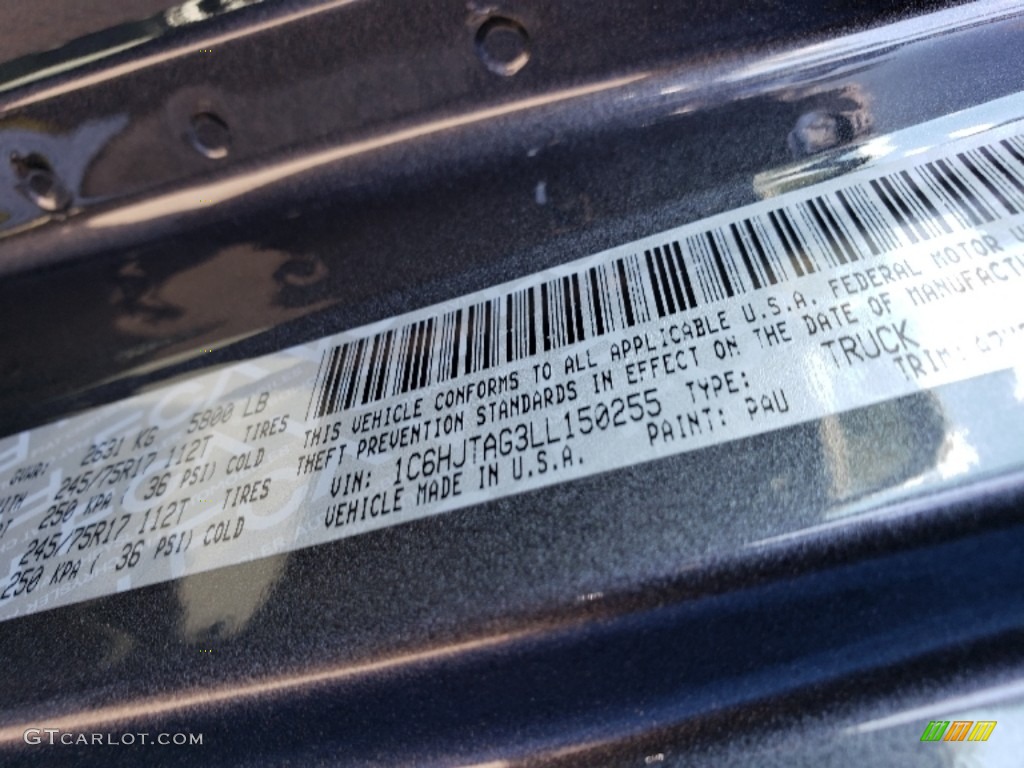 THIS VEHICLE CONFORMS TO ALL APPLICABLE U.S.A. FEDERAL MOTOR
THEFT PREVENTION STANDARDS IN EFFECT ON THE DATE OF MANUFACTU
VIN: 1C6HJTAG3LL150255 TYPE: TRUCK
VEHICLE MADE IN U.S.A. PAINT: PAU TRIM:
GVWR: 2631 KG 5800 LB
245/75R17 112T TIRES
250 KPA ( 36 PSI) COLD
245/75R17 112T TIRES
250 KPA ( 36 PSI) COLD
GTCARLOT.COM